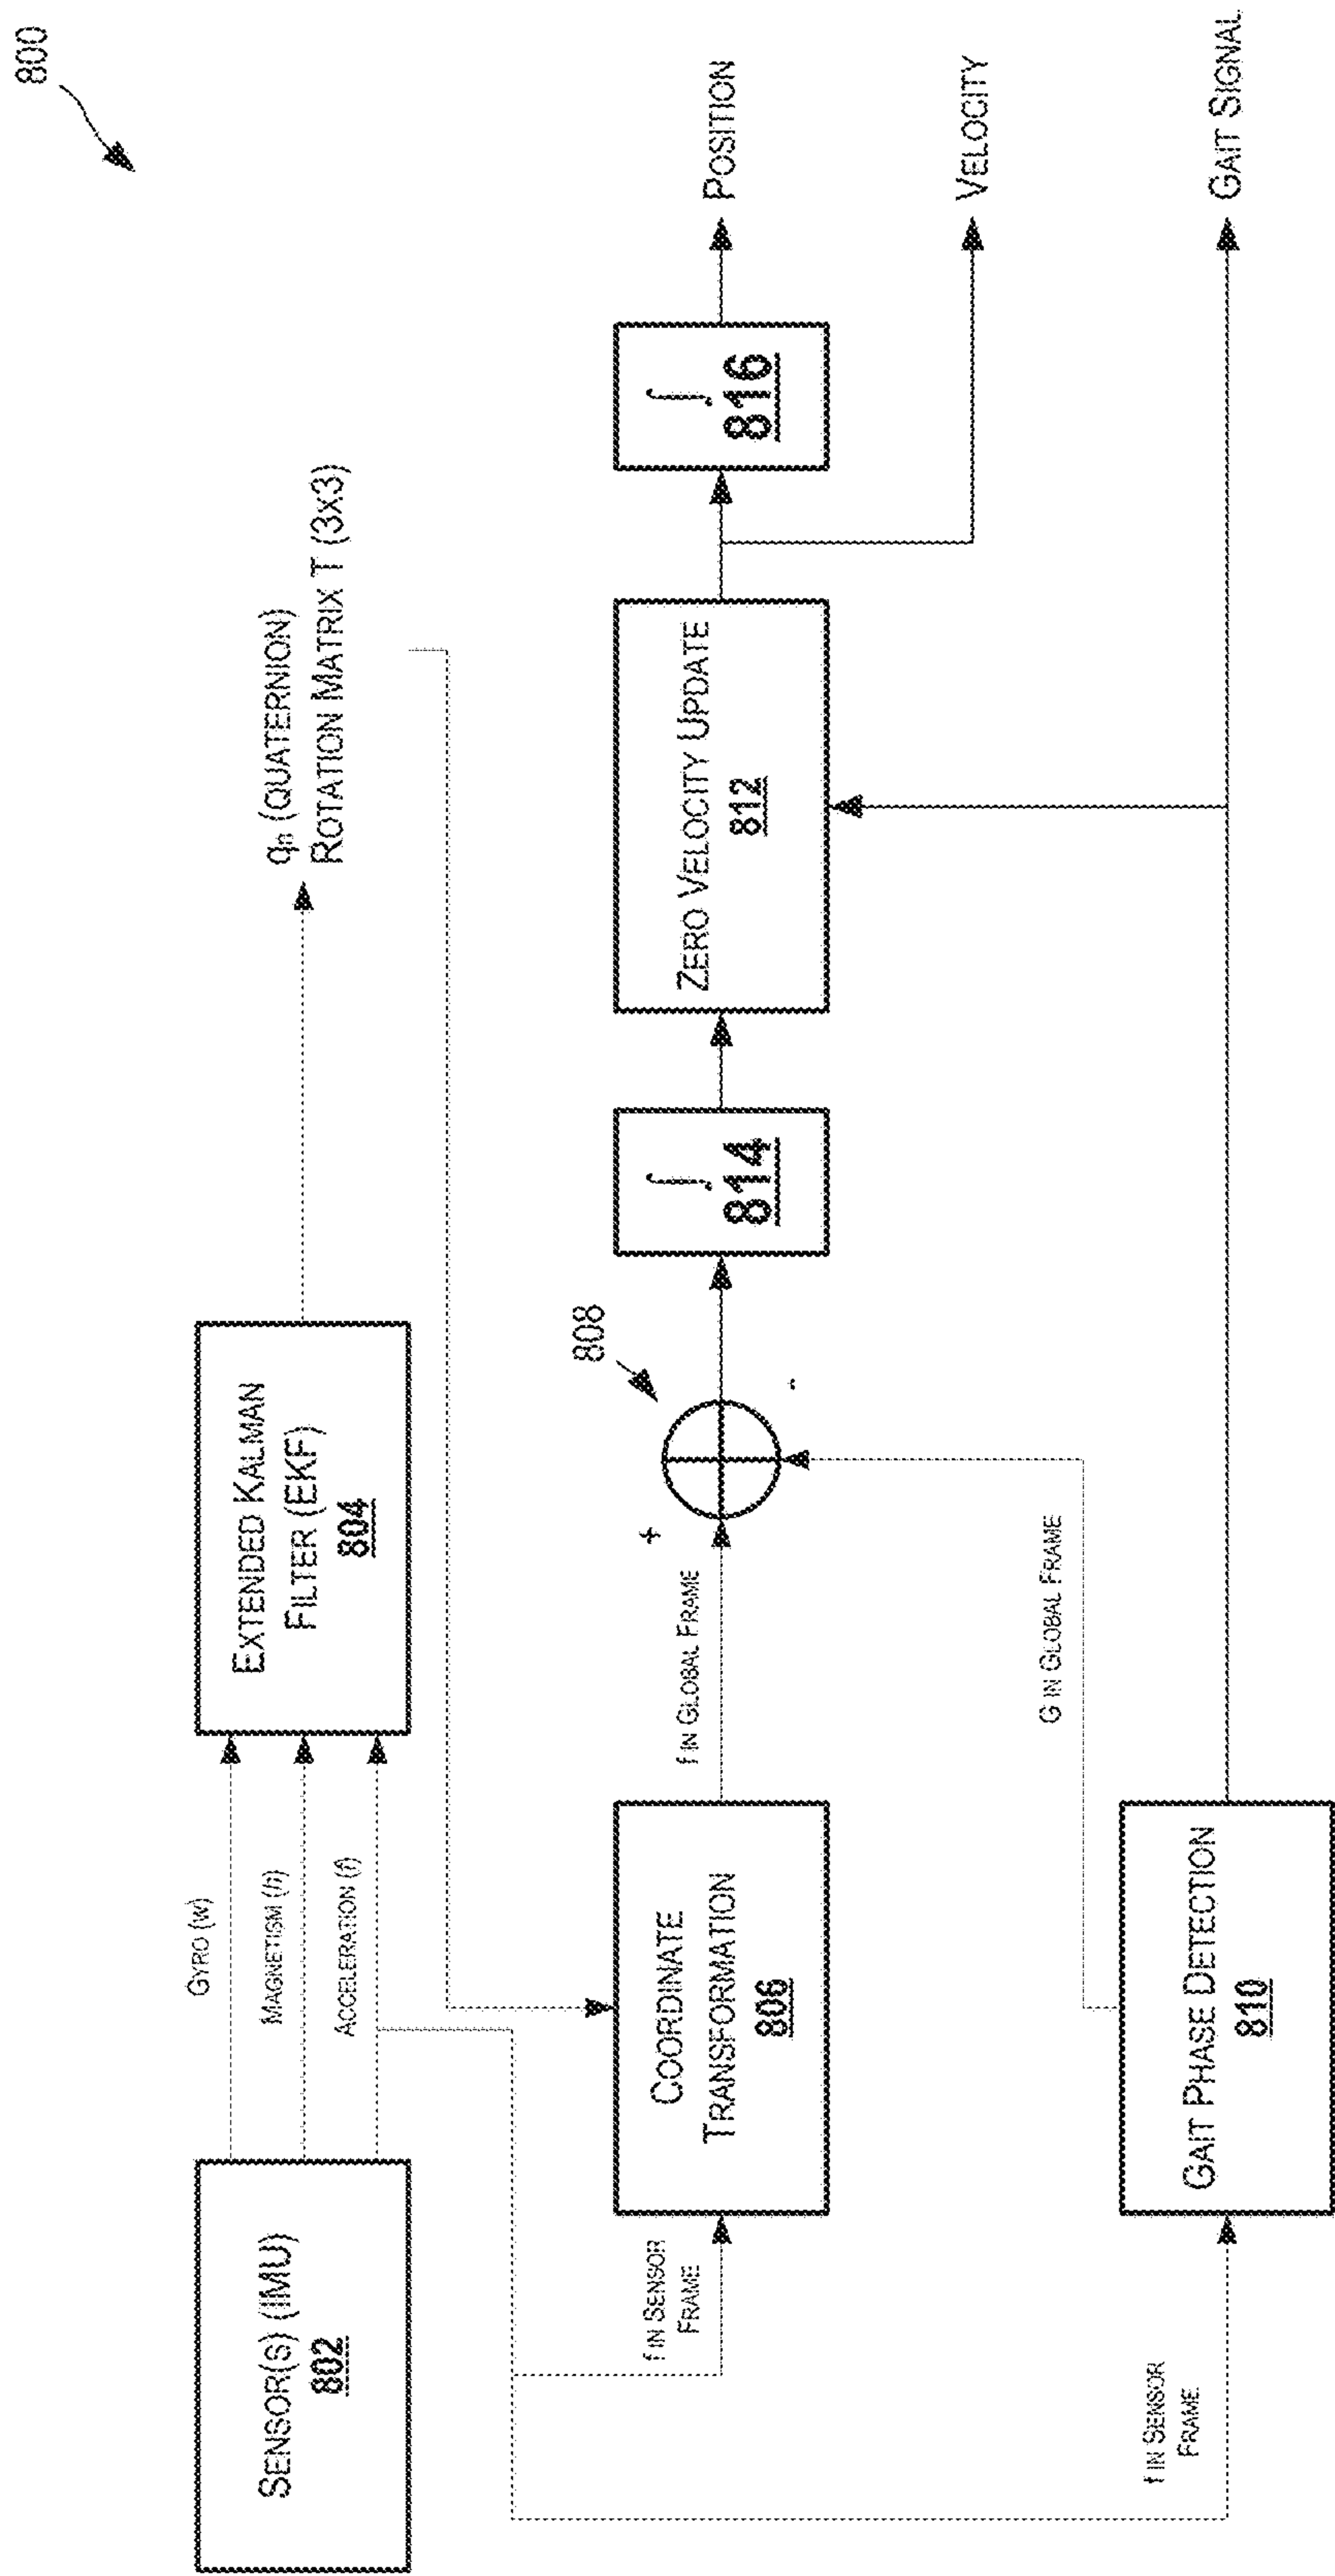 800
SENSOR(S) (IMU)
802
GYRO (w)
MAGNETISM (h)
ACCELERATION (f)
EXTENDED KALMAN
FILTER (EKF)
804
qn (QUATERNION)
ROTATION MATRIX T (3x3)
f IN SENSOR
FRAME
COORDINATE
TRANSFORMATION
806
f IN GLOBAL FRAME
+
-
808
∫
814
ZERO VELOCITY UPDATE
812
∫
816
POSITION
VELOCITY
f IN SENSOR
FRAME
GAIT PHASE DETECTION
810
G IN GLOBAL FRAME
GAIT SIGNAL